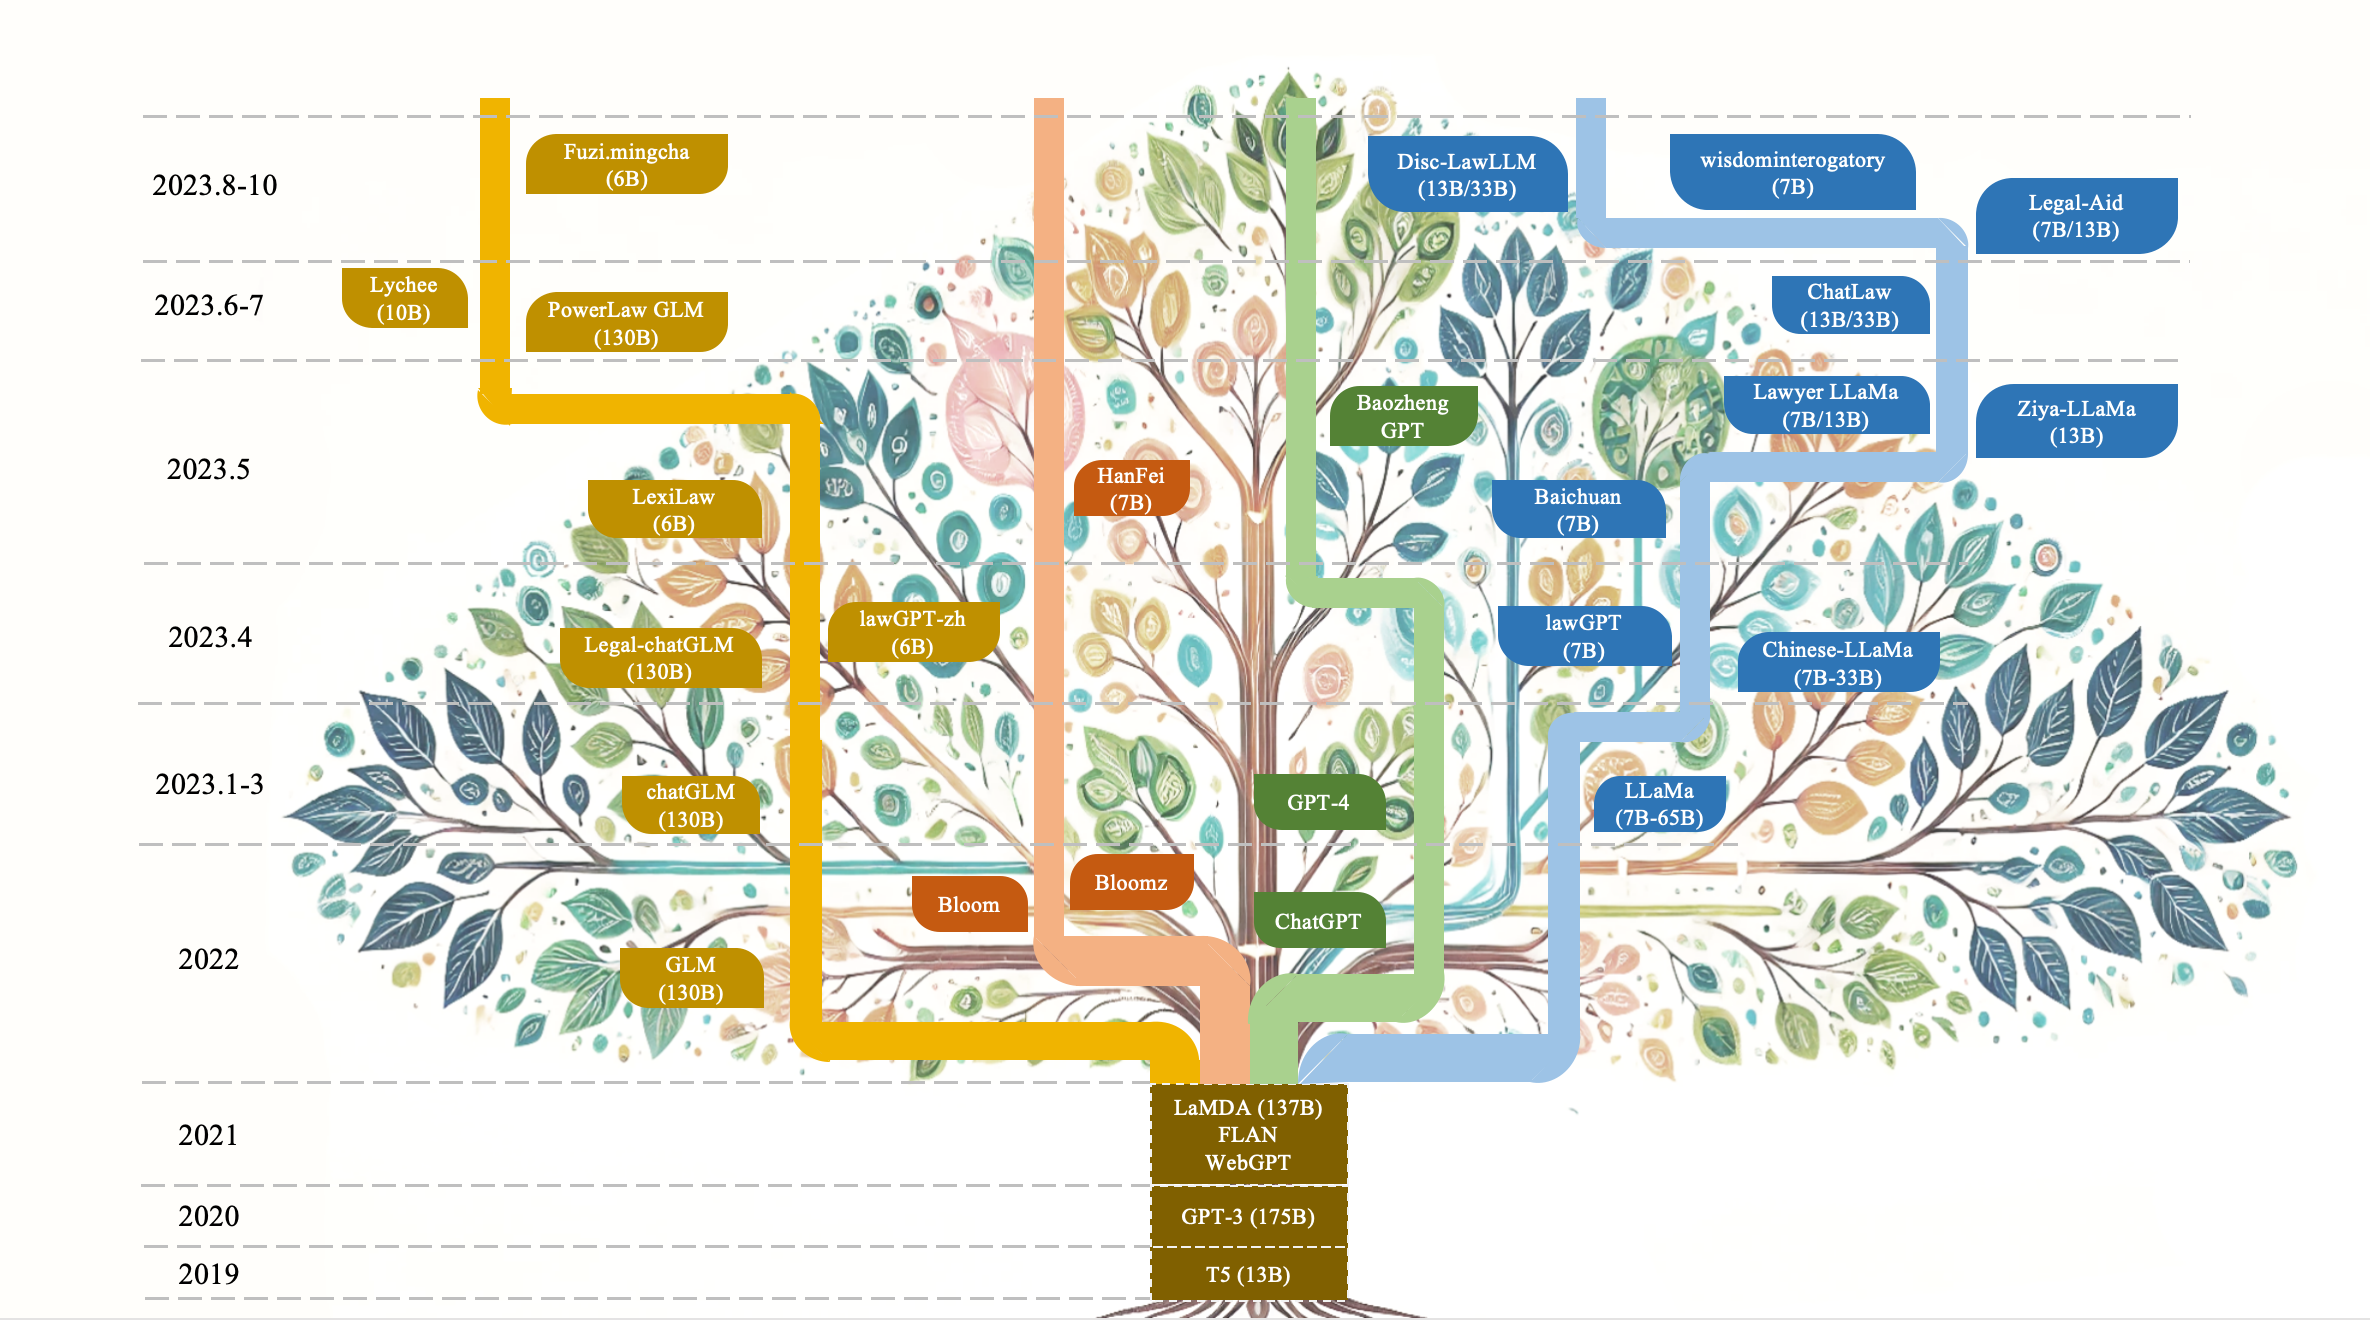 2023.8-10
Fuzi.mingcha
(6B)
Disc-LawLLM
(13B/33B)
wisdominterogatory
(7B)
Legal-Aid
(7B/13B)
2023.6-7
Lychee
(10B)
PowerLaw GLM
(130B)
ChatLaw
(13B/33B)
2023.5
Baozheng
GPT
Lawyer LLaMa
(7B/13B)
Ziya-LLaMa
(13B)
LexiLaw
(6B)
HanFei
(7B)
Baichuan
(7B)
2023.4
Legal-chatGLM
(130B)
lawGPT-zh
(6B)
lawGPT
(7B)
Chinese-LLaMa
(7B-33B)
2023.1-3
chatGLM
(130B)
GPT-4
LLaMa
(7B-65B)
2022
Bloom
Bloomz
ChatGPT
GLM
(130B)
2021
LaMDA (137B)
FLAN
WebGPT
2020
GPT-3 (175B)
2019
T5 (13B)